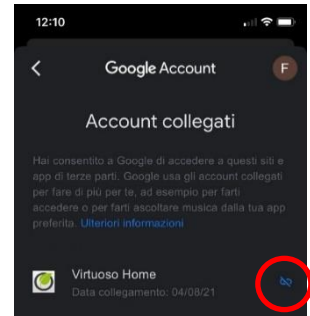 12:10
Google Account
F
Account collegati
Hai consentito a Google di accedere a questi siti e
app di terze parti. Google usa gli account collegati
per fare di più per te, ad esempio per farti
accedere o per farti ascoltare musica dalla tua app
preferita. Ulteriori informazioni
Virtuoso Home
Data collegamento: 04/08/21